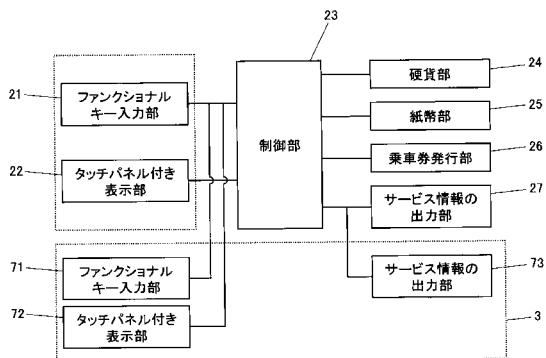 23
21
ファンクショナル
キー入力部
22
タッチパネル付き
表示部
制御部
硬貨部
24
紙幣部
25
乗車券発行部
26
サービス情報の
出力部
27
71
ファンクショナル
キー入力部
72
タッチパネル付き
表示部
サービス情報の
出力部
73
3